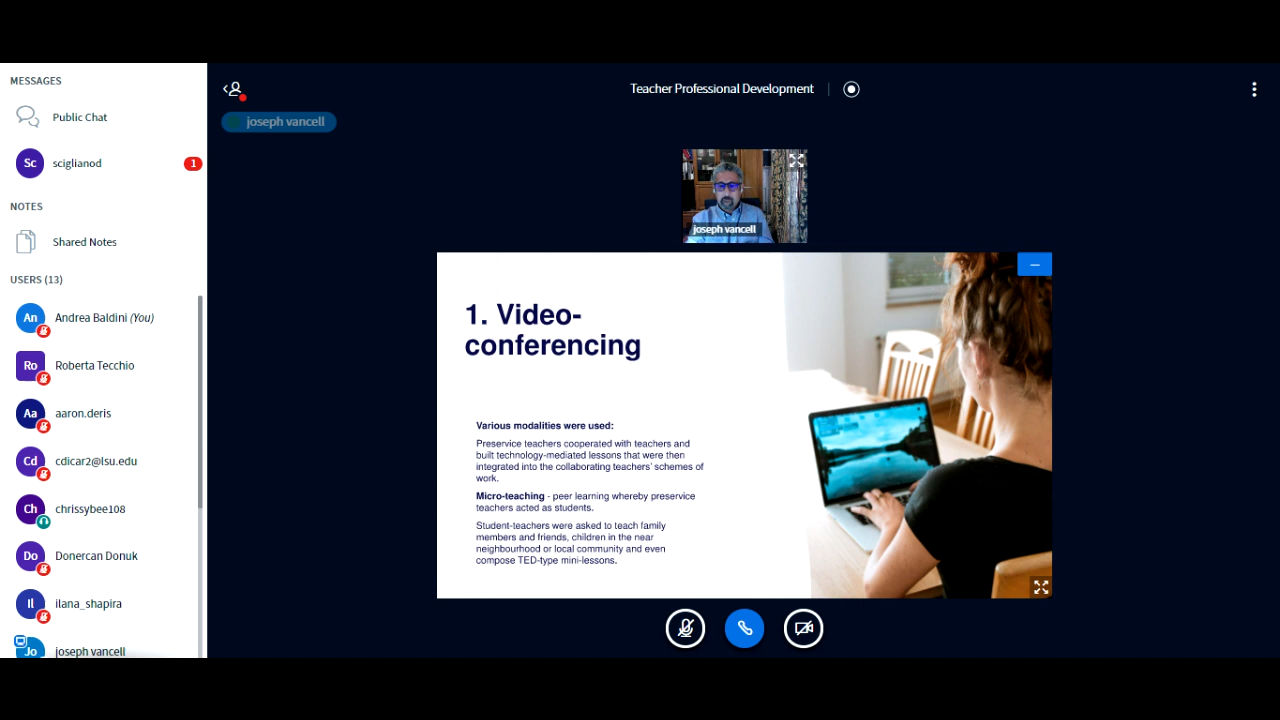 MESSAGES
Public Chat
Sc
sciglianod
1
NOTES
Shared Notes
USERS (13)
An
Andrea Baldini (You)
Ro
Roberta Tecchio
Aa
aaron.deris
Cd
cdicar2@lsu.edu
Ch
chrissybee108
Do
Donercan Donuk
Il
ilana_shapira
Jo
joseph vancell
Teacher Professional Development
joseph vancell
joseph vancell
1. Video-
conferencing
Various modalities were used:
Preservice teachers cooperated with teachers and
built technology-mediated lessons that were then
integrated into the collaborating teachers' schemes of
work.
Micro-teaching - peer learning whereby preservice
teachers acted as students.
Student-teachers were asked to teach family
members and friends, children in the near
neighbourhood or local community and even
compose TED-type mini-lessons.